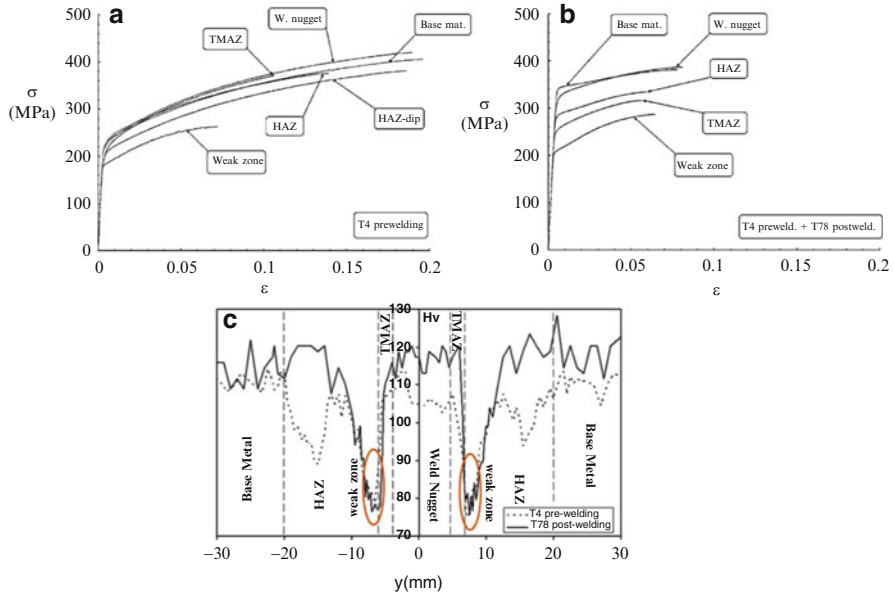 a
500
400
300
200
100
0
σ
(MPa)
W. nugget
TMAZ
Base mat.
HAZ
HAZ-dip
Weak zone
T4 prewelding
0
0.05
0.1
0.15
0.2
ε
b
500
400
300
200
100
0
σ
(MPa)
Base mat.
W. nugget
HAZ
TMAZ
Weak zone
T4 preweld. + T78 postweld.
0
0.05
0.1
0.15
0.2
ε
c
130
120
110
100
90
80
70
Hv
TMAZ
TMAZ
Base Metal
HAZ
weak zone
Weld Nugget
weak zone
HAZ
Base Metal
T4 pre-welding
T78 post-welding
−30
−20
−10
0
10
20
30
y(mm)